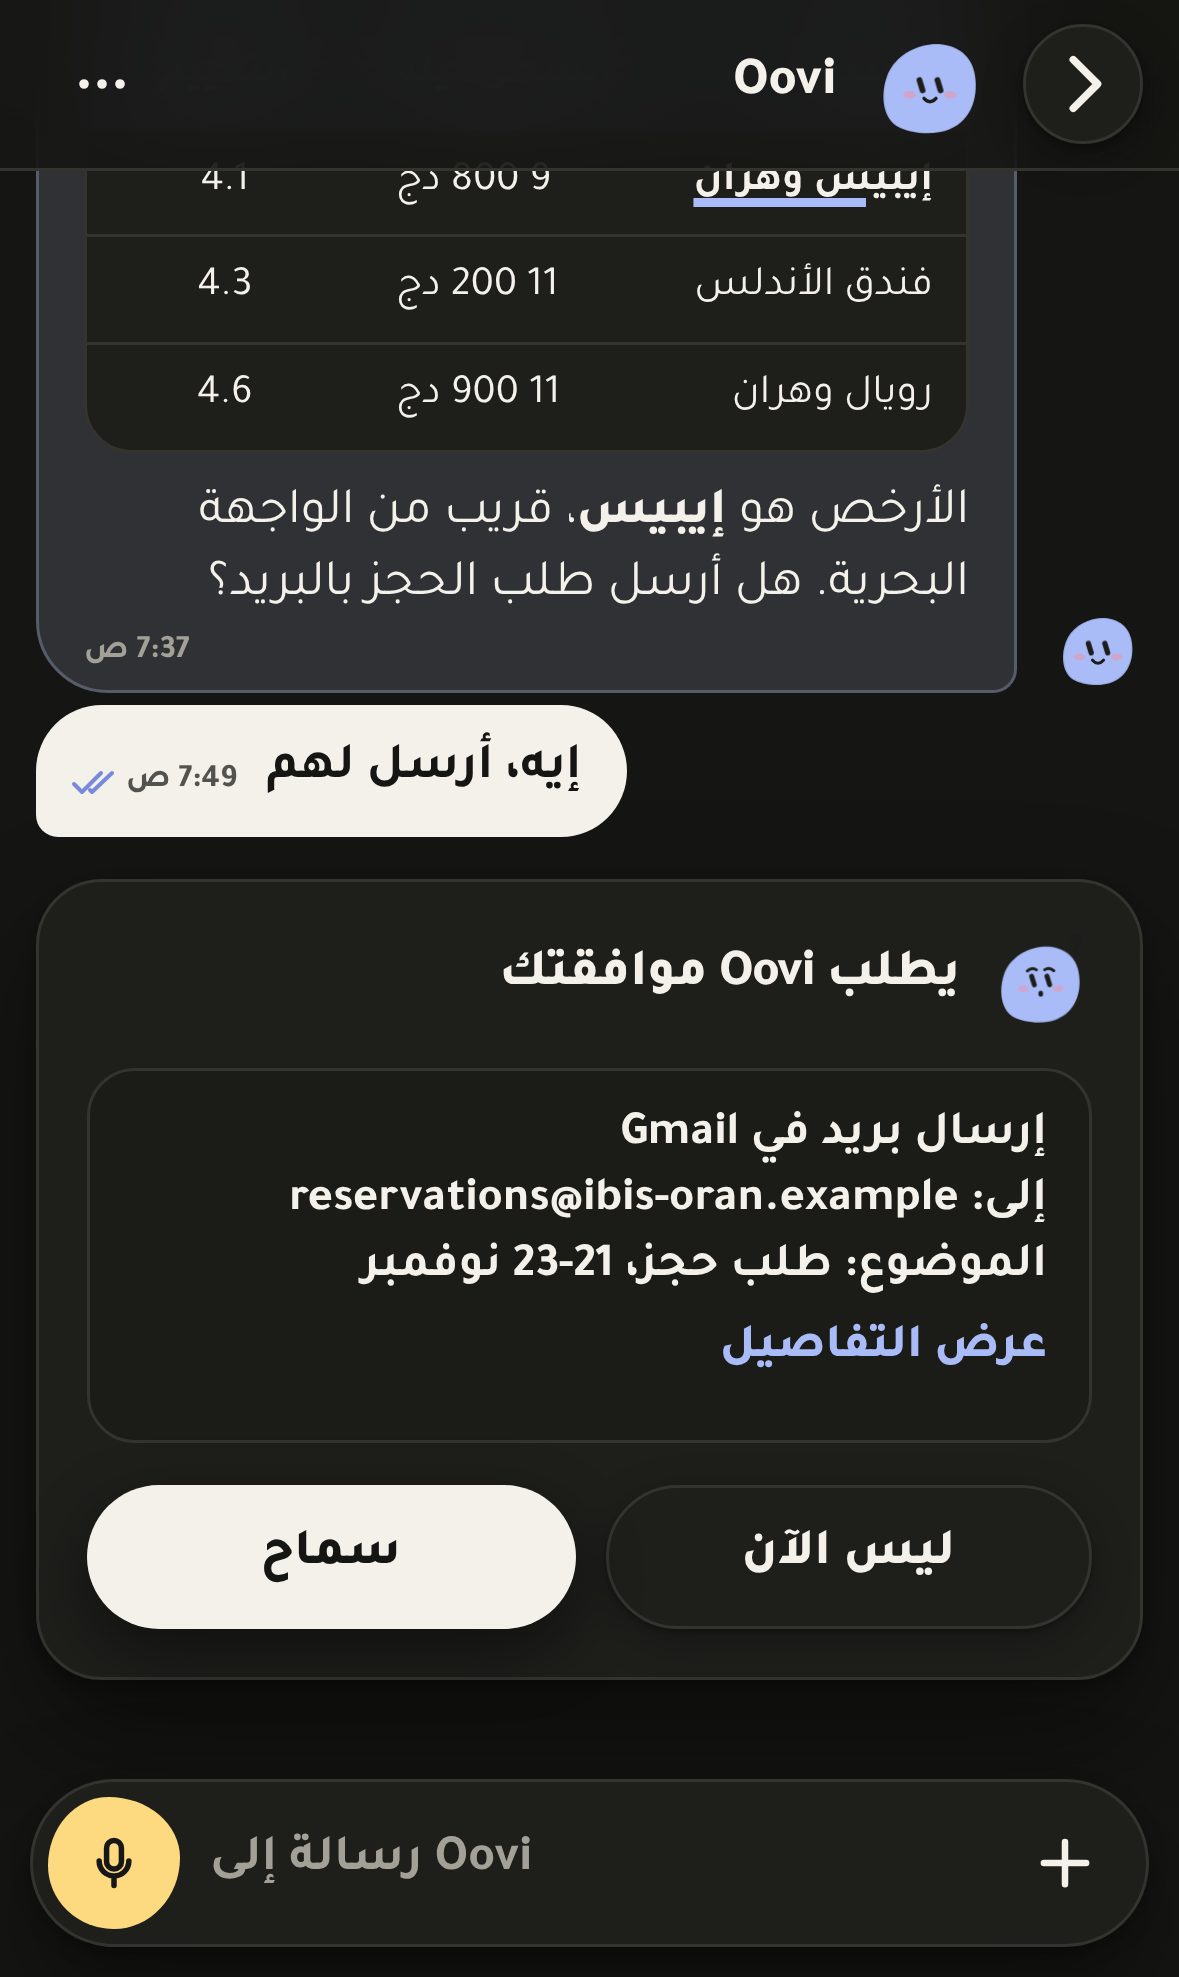 Oovi
إيبيس وهران 9 800 دج 4.1
فندق الأندلس 11 200 دج 4.3
رويال وهران 11 900 دج 4.6
الأرخص هو إيبيس، قريب من الواجهة
البحرية. هل أرسل طلب الحجز بالبريد؟
7:37 ص
إيه، أرسل لهم 7:49 ص
يطلب Oovi موافقتك
إرسال بريد في Gmail
إلى: reservations@ibis-oran.example
الموضوع: طلب حجز، 21-23 نوفمبر
عرض التفاصيل
ليس الآن
سماح
رسالة إلى Oovi